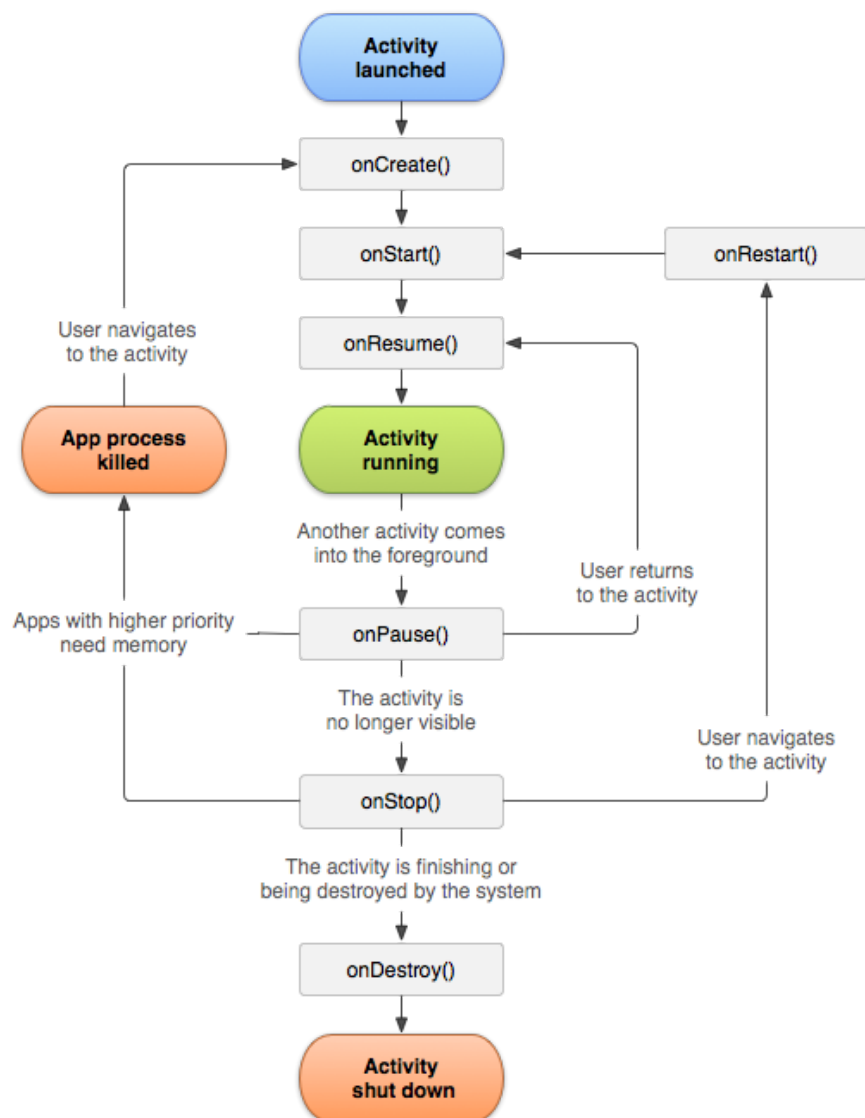 Activity
launched
onCreate()
onStart()
onRestart()
User navigates
to the activity
onResume()
App process
killed
Activity
running
Another activity comes
into the foreground
User returns
to the activity
Apps with higher priority
need memory
onPause()
The activity is
no longer visible
User navigates
to the activity
onStop()
The activity is finishing or
being destroyed by the system
onDestroy()
Activity
shut down